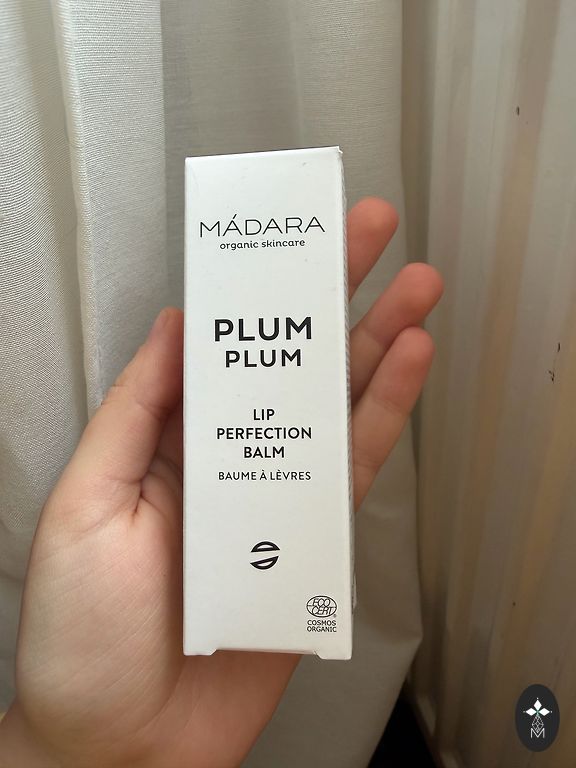 MÁDARA
organic skincare
PLUM
PLUM
LIP
PERFECTION
BALM
BAUME À LÈVRES
ECO
CERT
COSMOS
ORGANIC
M